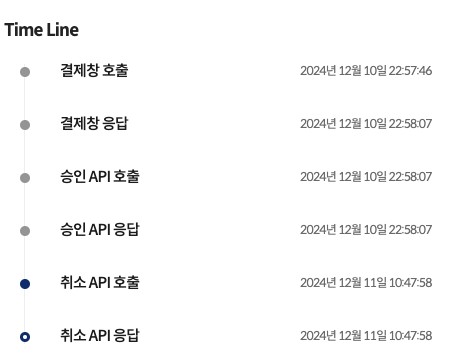 Time Line
결제창 호출 2024년 12월 10일 22:57:46
결제창 응답 2024년 12월 10일 22:58:07
승인 API 호출 2024년 12월 10일 22:58:07
승인 API 응답 2024년 12월 10일 22:58:07
취소 API 호출 2024년 12월 11일 10:47:58
취소 API 응답 2024년 12월 11일 10:47:58